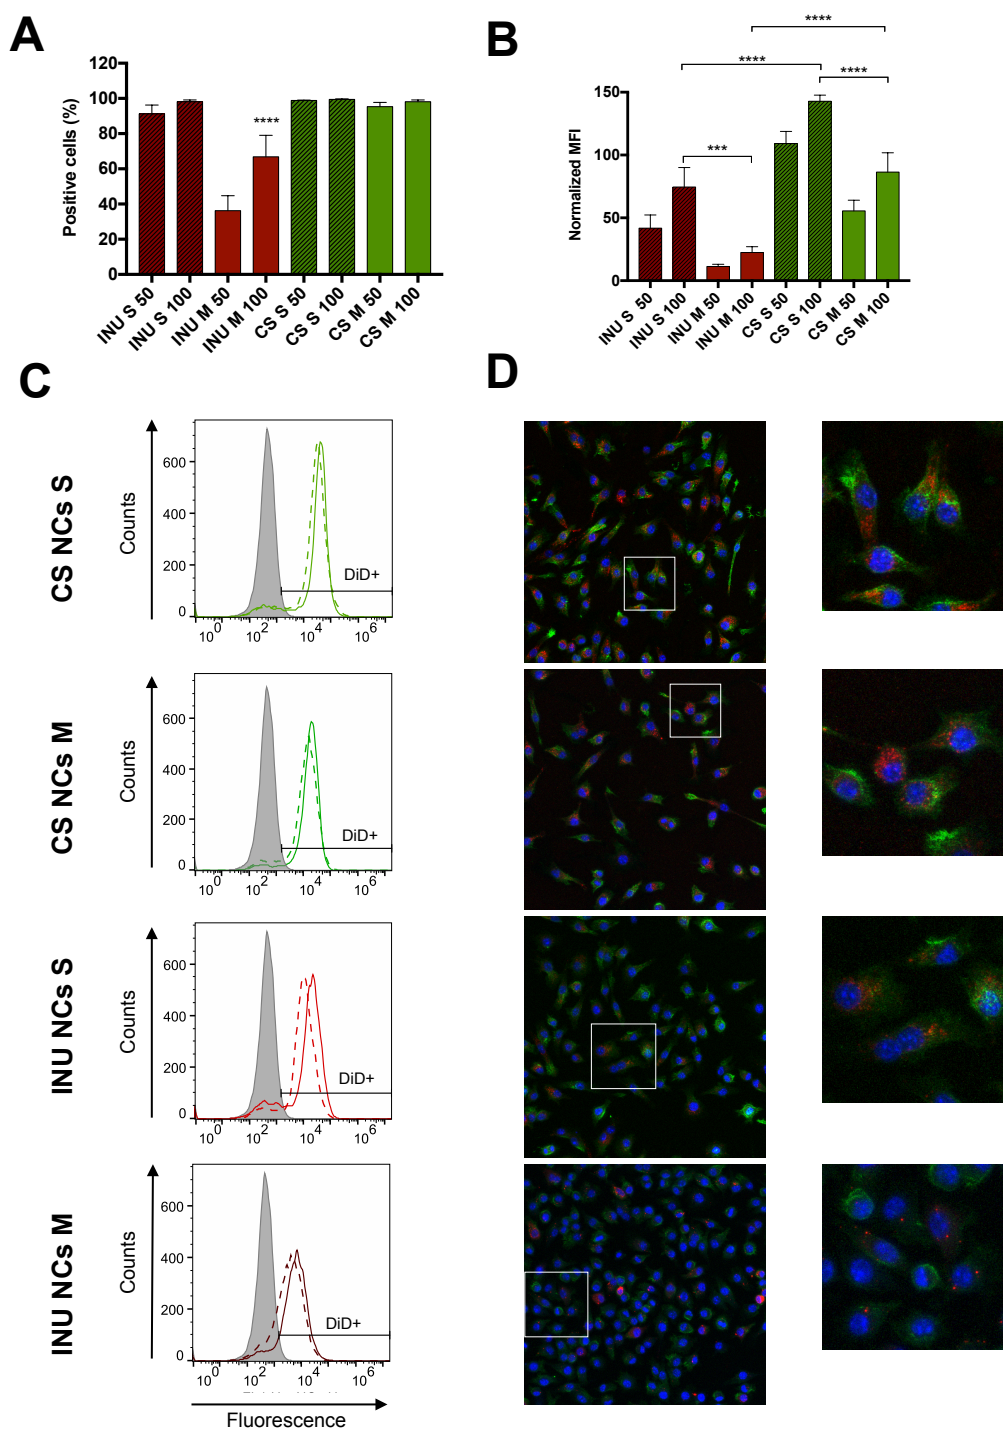 A
Positive cells (%)
120
100
80
60
40
20
0
****
INU S 50
INU S 100
INU M 50
INU M 100
CS S 50
CS S 100
CS M 50
CS M 100
B
Normalized MFI
150
100
50
0
***
****
****
****
INU S 50
INU S 100
INU M 50
INU M 100
CS S 50
CS S 100
CS M 50
CS M 100
C
CS NCs S
Counts
600
400
200
0
DiD+
10^0 10^2 10^4 10^6
CS NCs M
Counts
600
400
200
0
DiD+
10^0 10^2 10^4 10^6
INU NCs S
Counts
600
400
200
0
DiD+
10^0 10^2 10^4 10^6
INU NCs M
Counts
600
400
200
0
DiD+
10^0 10^2 10^4 10^6
Fluorescence
D